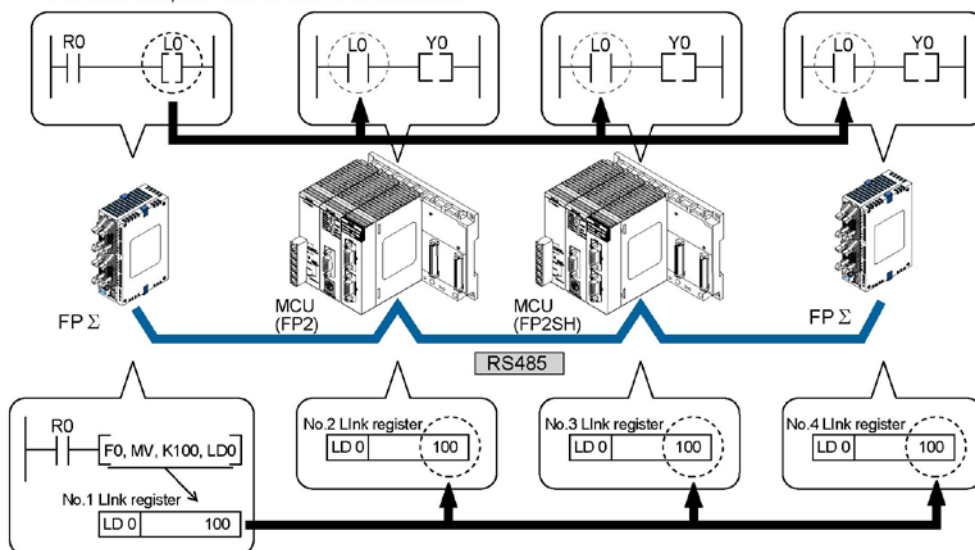 R0 L0
L0 Y0
L0 Y0
L0 Y0
FP Σ
MCU
(FP2)
MCU
(FP2SH)
FP Σ
RS485
R0
F0, MV, K100, LD0
No.1 LInk register
LD 0 100
No.2 LInk register
LD 0 100
No.3 LInk register
LD 0 100
No.4 LInk register
LD 0 100